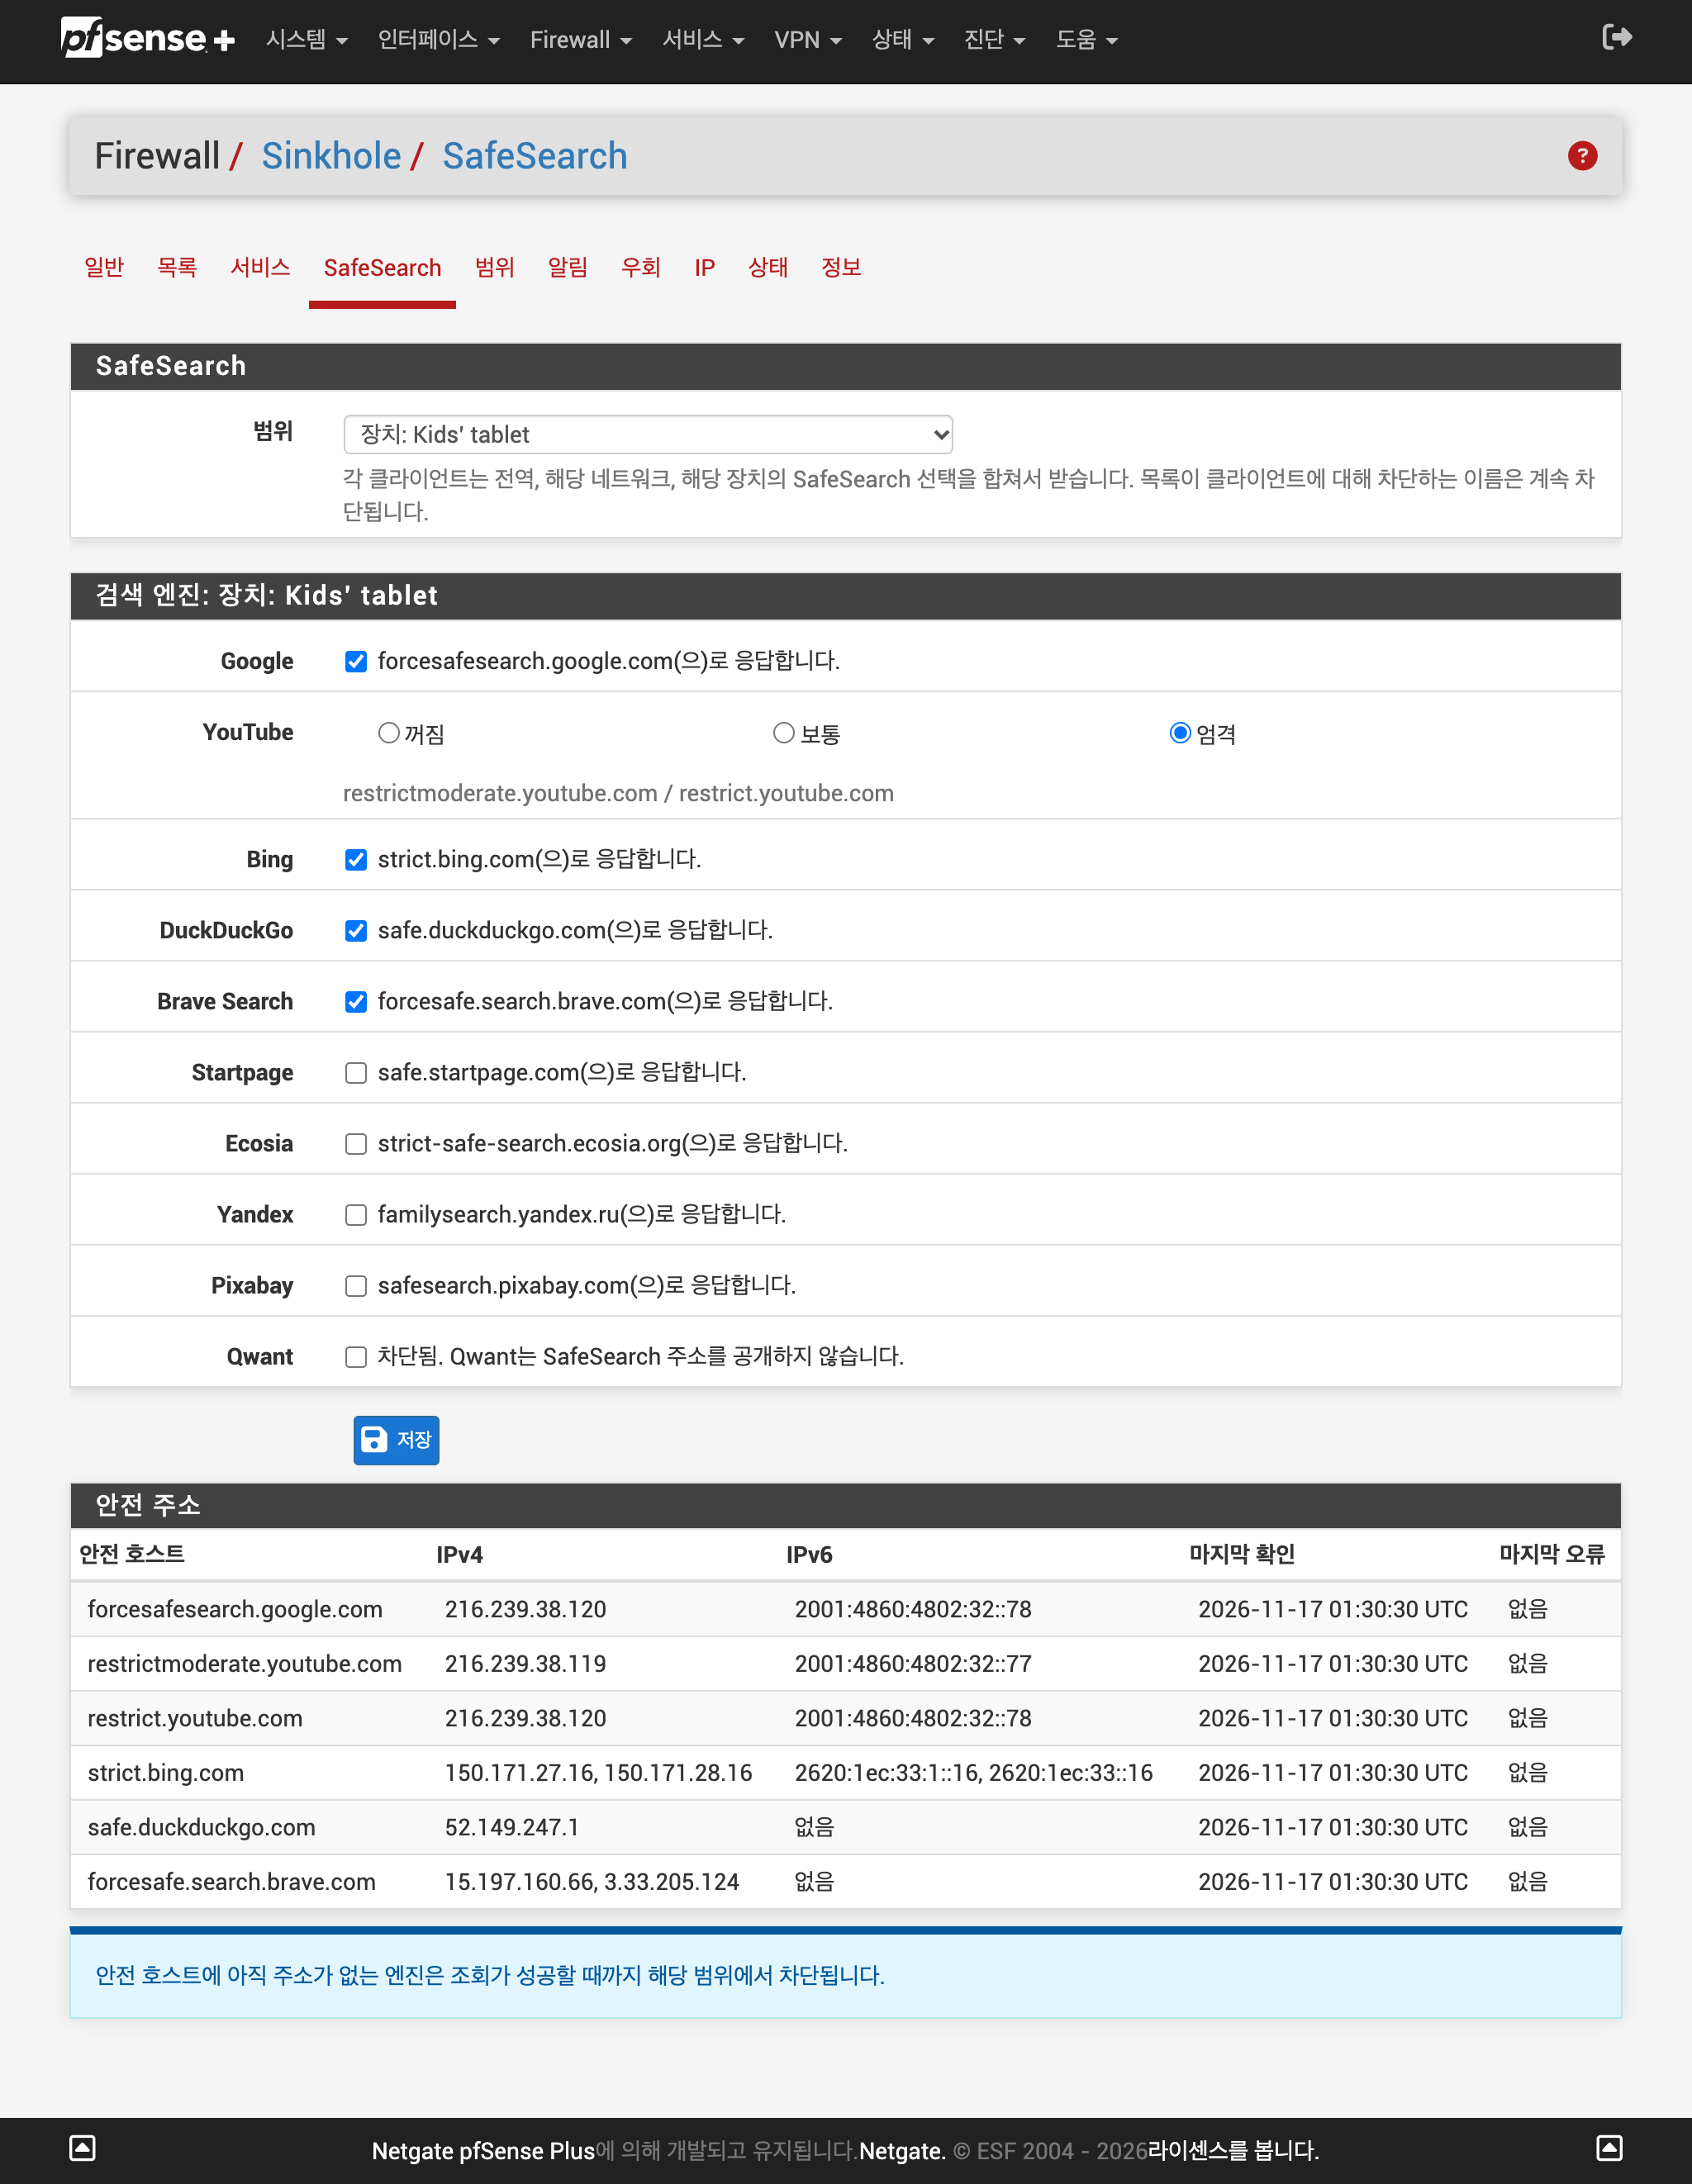 pfsense+ 시스템 인터페이스 Firewall 서비스 VPN 상태 진단 도움
Firewall / Sinkhole / SafeSearch
?
일반 목록 서비스 SafeSearch 범위 알림 우회 IP 상태 정보
SafeSearch
범위 장치: Kids' tablet
각 클라이언트는 전역, 해당 네트워크, 해당 장치의 SafeSearch 선택을 합쳐서 받습니다. 목록이 클라이언트에 대해 차단하는 이름은 계속 차
단됩니다.
검색 엔진: 장치: Kids' tablet
Google forcesafesearch.google.com(으)로 응답합니다.
YouTube 꺼짐 보통 엄격
restrictmoderate.youtube.com / restrict.youtube.com
Bing strict.bing.com(으)로 응답합니다.
DuckDuckGo safe.duckduckgo.com(으)로 응답합니다.
Brave Search forcesafe.search.brave.com(으)로 응답합니다.
Startpage safe.startpage.com(으)로 응답합니다.
Ecosia strict-safe-search.ecosia.org(으)로 응답합니다.
Yandex familysearch.yandex.ru(으)로 응답합니다.
Pixabay safesearch.pixabay.com(으)로 응답합니다.
Qwant 차단됨. Qwant는 SafeSearch 주소를 공개하지 않습니다.
저장
안전 주소
안전 호스트 IPv4 IPv6 마지막 확인 마지막 오류
forcesafesearch.google.com 216.239.38.120 2001:4860:4802:32::78 2026-11-17 01:30:30 UTC 없음
restrictmoderate.youtube.com 216.239.38.119 2001:4860:4802:32::77 2026-11-17 01:30:30 UTC 없음
restrict.youtube.com 216.239.38.120 2001:4860:4802:32::78 2026-11-17 01:30:30 UTC 없음
strict.bing.com 150.171.27.16, 150.171.28.16 2620:1ec:33:1::16, 2620:1ec:33::16 2026-11-17 01:30:30 UTC 없음
safe.duckduckgo.com 52.149.247.1 없음 2026-11-17 01:30:30 UTC 없음
forcesafe.search.brave.com 15.197.160.66, 3.33.205.124 없음 2026-11-17 01:30:30 UTC 없음
안전 호스트에 아직 주소가 없는 엔진은 조회가 성공할 때까지 해당 범위에서 차단됩니다.
Netgate pfSense Plus에 의해 개발되고 유지됩니다.Netgate. © ESF 2004 - 2026라이센스를 봅니다.